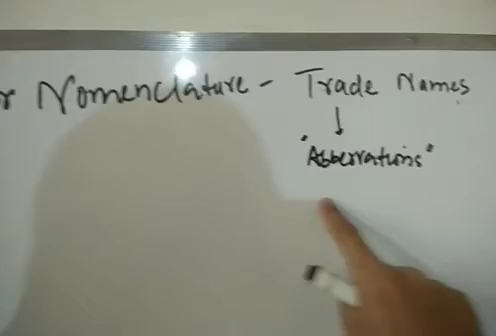 Nomenclature - Trade Names
↓
"Abberrations"